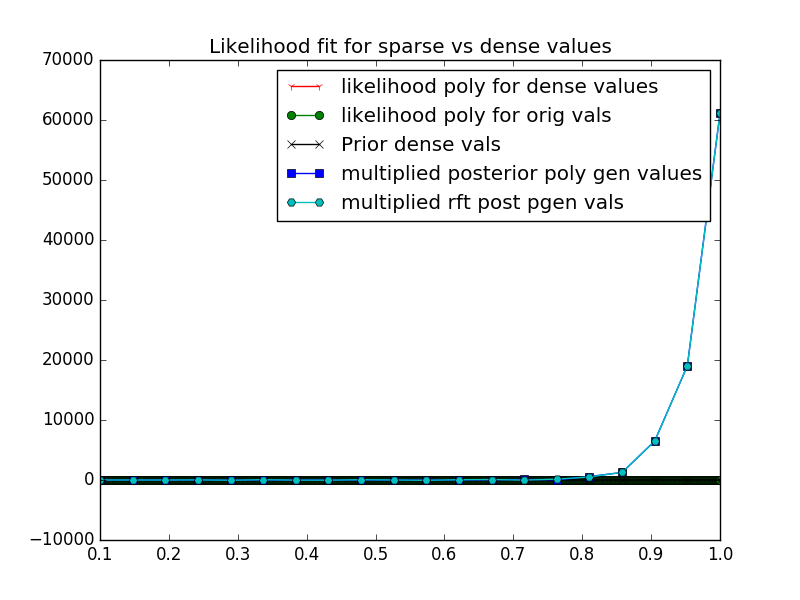 Likelihood fit for sparse vs dense values
70000
60000
50000
40000
30000
20000
10000
0
−10000
likelihood poly for dense values
likelihood poly for orig vals
Prior dense vals
multiplied posterior poly gen values
multiplied rft post pgen vals
0.1 0.2 0.3 0.4 0.5 0.6 0.7 0.8 0.9 1.0